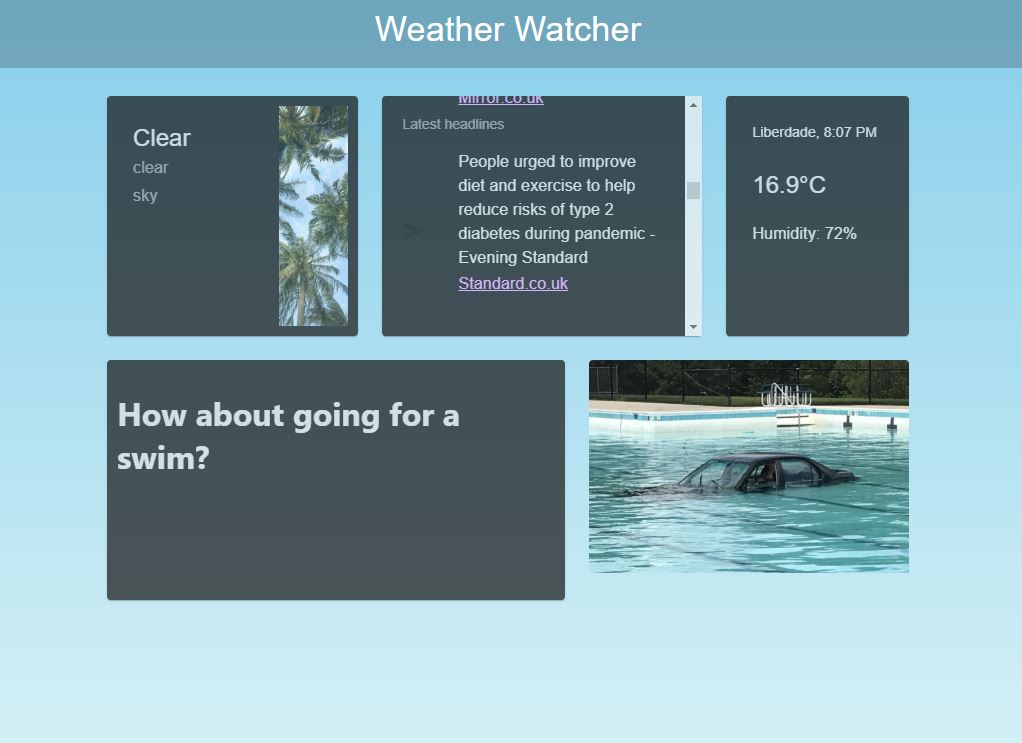 Weather Watcher
Clear
clear
sky
Mirror.co.uk
Latest headlines
People urged to improve
diet and exercise to help
reduce risks of type 2
diabetes during pandemic -
Evening Standard
Standard.co.uk
Liberdade, 8:07 PM
16.9°C
Humidity: 72%
How about going for a
swim?